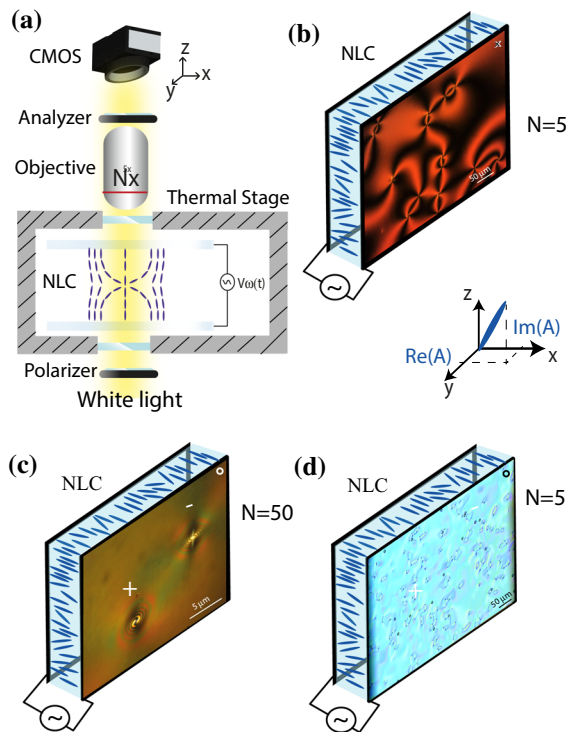 (a)
CMOS
z
x
y
Analyzer
Objective
5x
Nx
Thermal Stage
NLC
Vω(t)
Polarizer
White light
(b)
NLC
x
N=5
50 μm
z
Im(A)
Re(A)
x
y
(c)
NLC
N=50
-
+
5 μm
(d)
NLC
N=5
+
50 μm